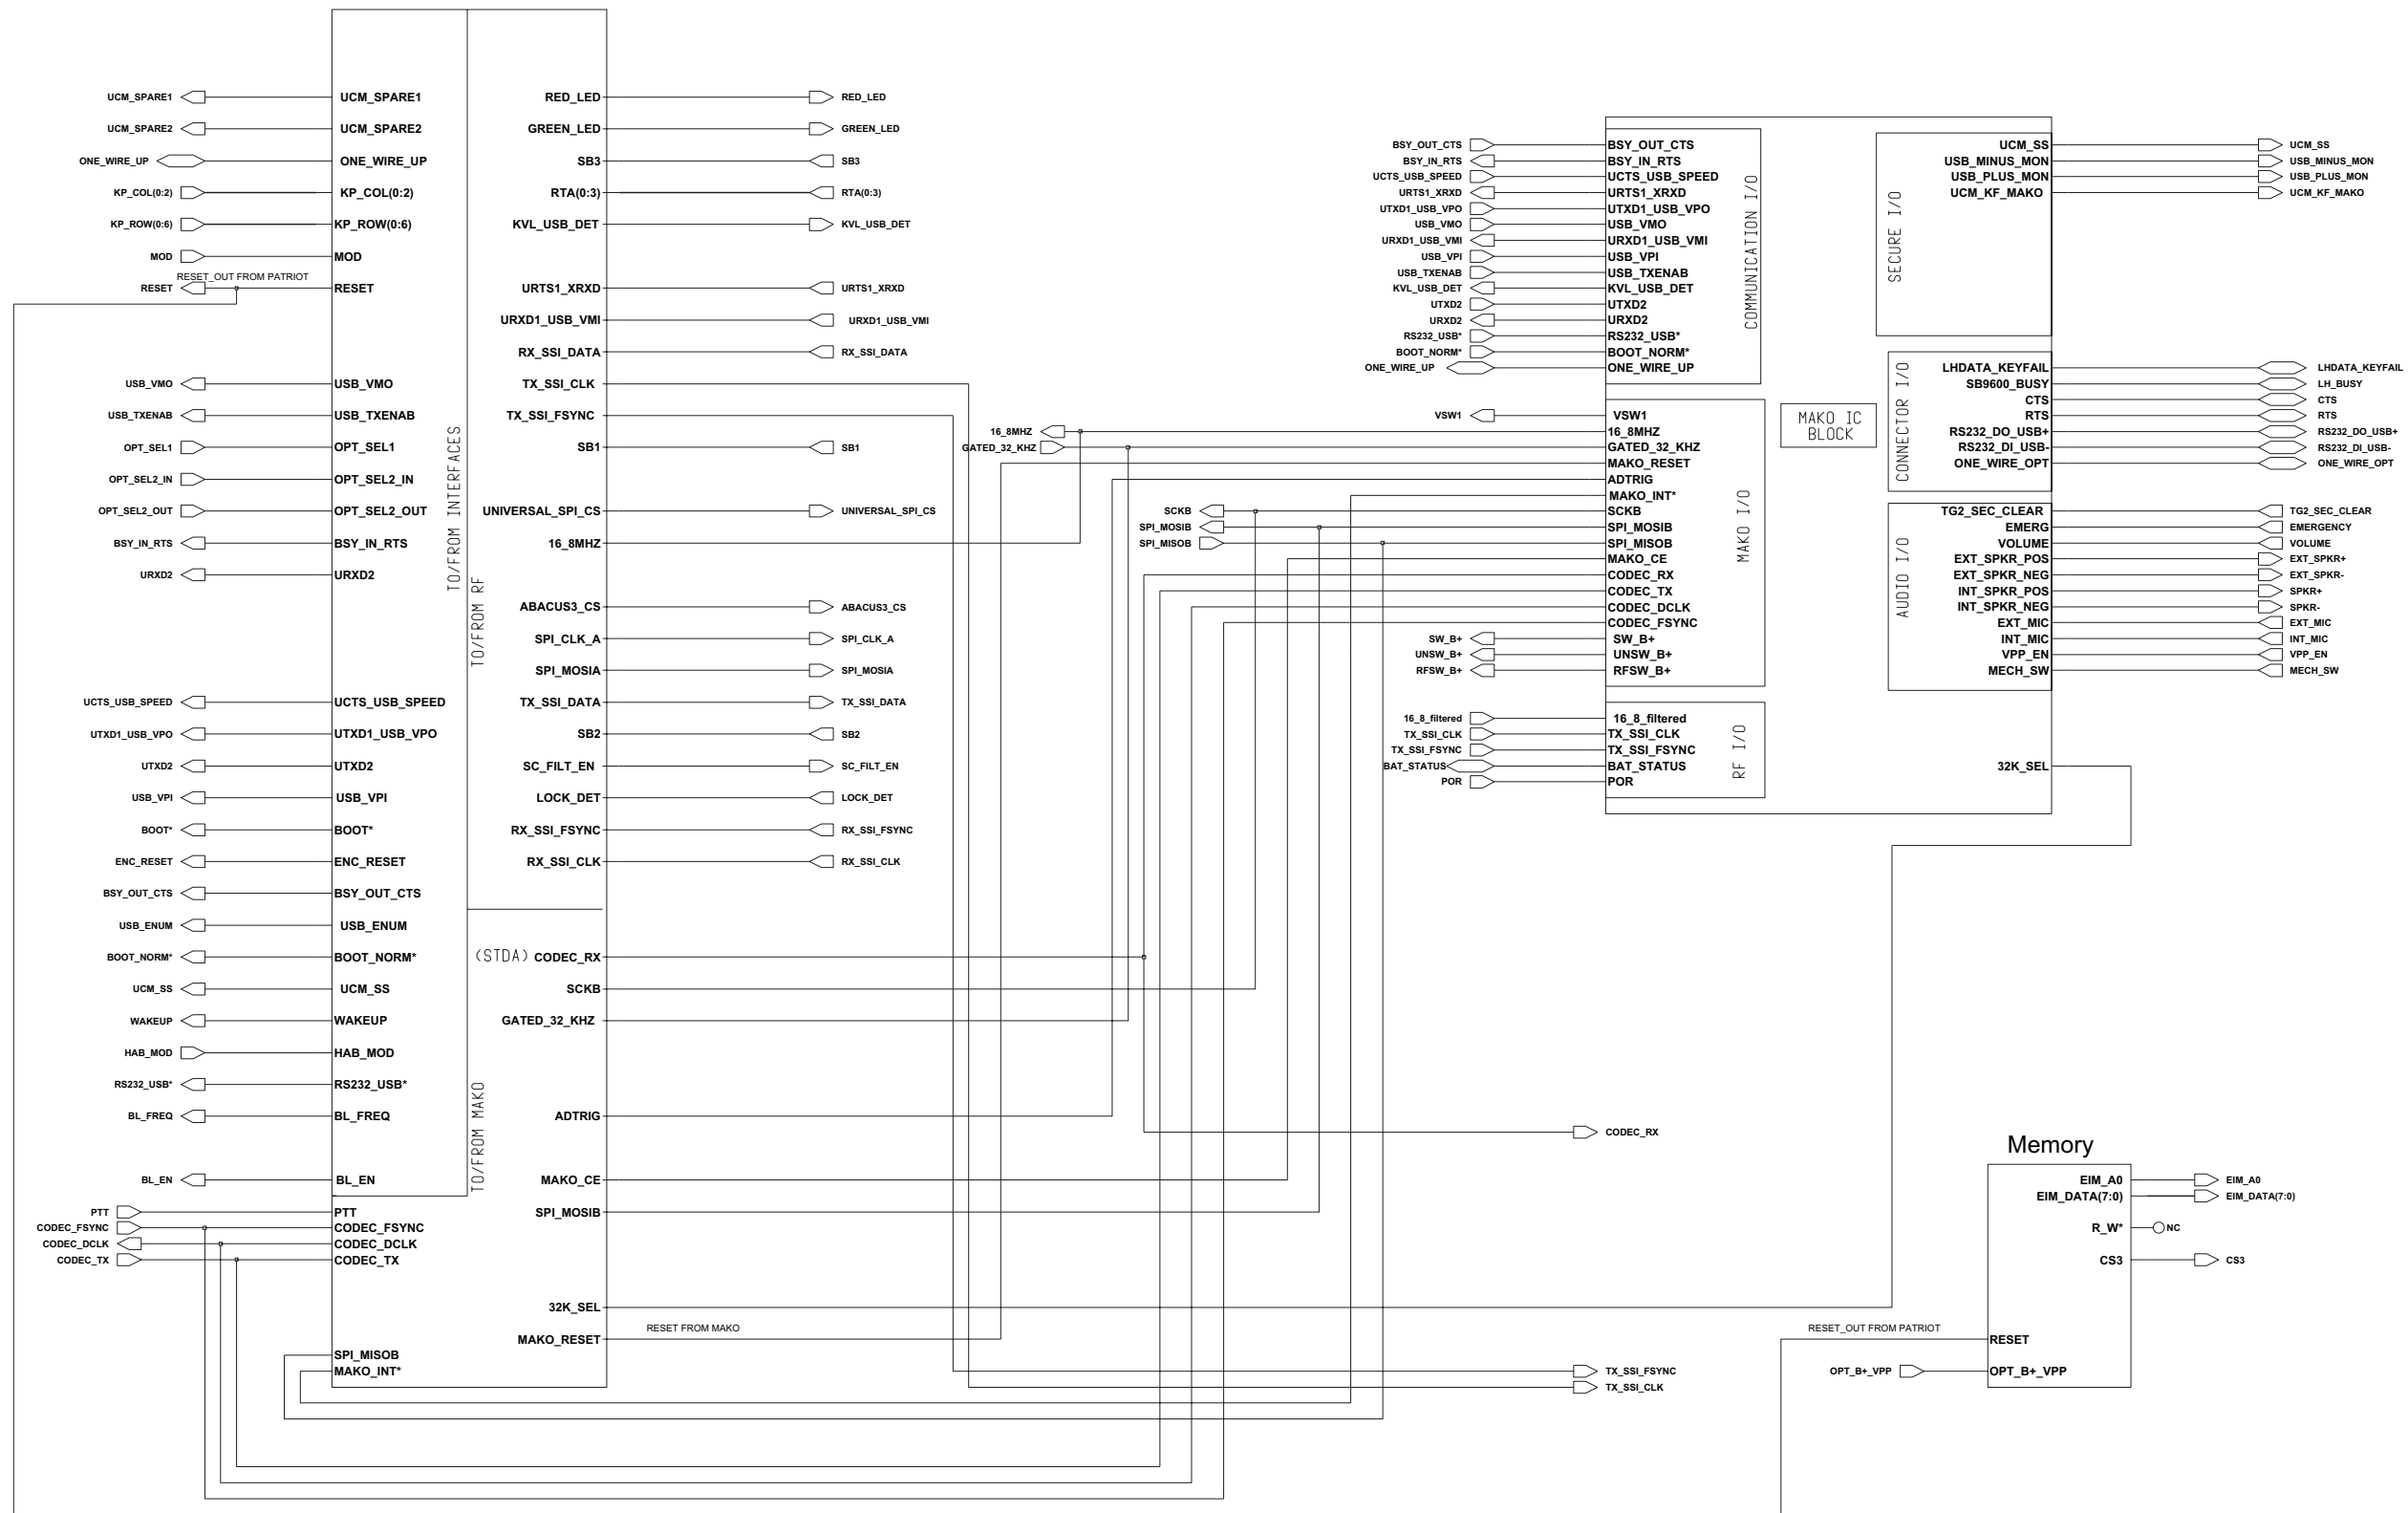 UCM_SPARE1
UCM_SPARE2
ONE_WIRE_UP
KP_COL(0:2)
KP_ROW(0:6)
MOD
RESET_OUT FROM PATRIOT
RESET
USB_VMO
USB_TXENAB
OPT_SEL1
OPT_SEL2_IN
OPT_SEL2_OUT
BSY_IN_RTS
URXD2
UCTS_USB_SPEED
UTXD1_USB_VPO
UTXD2
USB_VPI
BOOT*
ENC_RESET
BSY_OUT_CTS
USB_ENUM
BOOT_NORM*
UCM_SS
WAKEUP
HAB_MOD
RS232_USB*
BL_FREQ
BL_EN
PTT
CODEC_FSYNC
CODEC_DCLK
CODEC_TX
UCM_SPARE1
UCM_SPARE2
ONE_WIRE_UP
KP_COL(0:2)
KP_ROW(0:6)
MOD
RESET
USB_VMO
USB_TXENAB
OPT_SEL1
OPT_SEL2_IN
OPT_SEL2_OUT
BSY_IN_RTS
URXD2
UCTS_USB_SPEED
UTXD1_USB_VPO
UTXD2
USB_VPI
BOOT*
ENC_RESET
BSY_OUT_CTS
USB_ENUM
BOOT_NORM*
UCM_SS
WAKEUP
HAB_MOD
RS232_USB*
BL_FREQ
BL_EN
PTT
CODEC_FSYNC
CODEC_DCLK
CODEC_TX
SPI_MISOB
MAKO_INT*
TO/FROM INTERFACES
TO/FROM RF
TO/FROM MAKO
RED_LED
GREEN_LED
SB3
RTA(0:3)
KVL_USB_DET
URTS1_XRXD
URXD1_USB_VMI
RX_SSI_DATA
TX_SSI_CLK
TX_SSI_FSYNC
SB1
UNIVERSAL_SPI_CS
16_8MHZ
ABACUS3_CS
SPI_CLK_A
SPI_MOSIA
TX_SSI_DATA
SB2
SC_FILT_EN
LOCK_DET
RX_SSI_FSYNC
RX_SSI_CLK
(STDA) CODEC_RX
SCKB
GATED_32_KHZ
ADTRIG
MAKO_CE
SPI_MOSIB
32K_SEL
MAKO_RESET
RESET FROM MAKO
RED_LED
GREEN_LED
SB3
RTA(0:3)
KVL_USB_DET
URTS1_XRXD
URXD1_USB_VMI
RX_SSI_DATA
SB1
UNIVERSAL_SPI_CS
ABACUS3_CS
SPI_CLK_A
SPI_MOSIA
TX_SSI_DATA
SB2
SC_FILT_EN
LOCK_DET
RX_SSI_FSYNC
RX_SSI_CLK
BSY_OUT_CTS
BSY_IN_RTS
UCTS_USB_SPEED
URTS1_XRXD
UTXD1_USB_VPO
USB_VMO
URXD1_USB_VMI
USB_VPI
USB_TXENAB
KVL_USB_DET
UTXD2
URXD2
RS232_USB*
BOOT_NORM*
ONE_WIRE_UP
VSW1
16_8MHZ
GATED_32_KHZ
SCKB
SPI_MOSIB
SPI_MISOB
SW_B+
UNSW_B+
RFSW_B+
16_8_filtered
TX_SSI_CLK
TX_SSI_FSYNC
BAT_STATUS
POR
BSY_OUT_CTS
BSY_IN_RTS
UCTS_USB_SPEED
URTS1_XRXD
UTXD1_USB_VPO
USB_VMO
URXD1_USB_VMI
USB_VPI
USB_TXENAB
KVL_USB_DET
UTXD2
URXD2
RS232_USB*
BOOT_NORM*
ONE_WIRE_UP
COMMUNICATION I/O
VSW1
16_8MHZ
GATED_32_KHZ
MAKO_RESET
ADTRIG
MAKO_INT*
SCKB
SPI_MOSIB
SPI_MISOB
MAKO_CE
CODEC_RX
CODEC_TX
CODEC_DCLK
CODEC_FSYNC
SW_B+
UNSW_B+
RFSW_B+
MAKO I/O
16_8_filtered
TX_SSI_CLK
TX_SSI_FSYNC
BAT_STATUS
POR
RF I/O
MAKO IC
BLOCK
SECURE I/O
UCM_SS
USB_MINUS_MON
USB_PLUS_MON
UCM_KF_MAKO
CONNECTOR I/O
LHDATA_KEYFAIL
SB9600_BUSY
CTS
RTS
RS232_DO_USB+
RS232_DI_USB-
ONE_WIRE_OPT
AUDIO I/O
TG2_SEC_CLEAR
EMERG
VOLUME
EXT_SPKR_POS
EXT_SPKR_NEG
INT_SPKR_POS
INT_SPKR_NEG
EXT_MIC
INT_MIC
VPP_EN
MECH_SW
32K_SEL
UCM_SS
USB_MINUS_MON
USB_PLUS_MON
UCM_KF_MAKO
LHDATA_KEYFAIL
LH_BUSY
CTS
RTS
RS232_DO_USB+
RS232_DI_USB-
ONE_WIRE_OPT
TG2_SEC_CLEAR
EMERGENCY
VOLUME
EXT_SPKR+
EXT_SPKR-
SPKR+
SPKR-
EXT_MIC
INT_MIC
VPP_EN
MECH_SW
CODEC_RX
TX_SSI_FSYNC
TX_SSI_CLK
Memory
EIM_A0
EIM_DATA(7:0)
R_W*
CS3
RESET
OPT_B+_VPP
EIM_A0
EIM_DATA(7:0)
NC
CS3
RESET_OUT FROM PATRIOT
OPT_B+_VPP